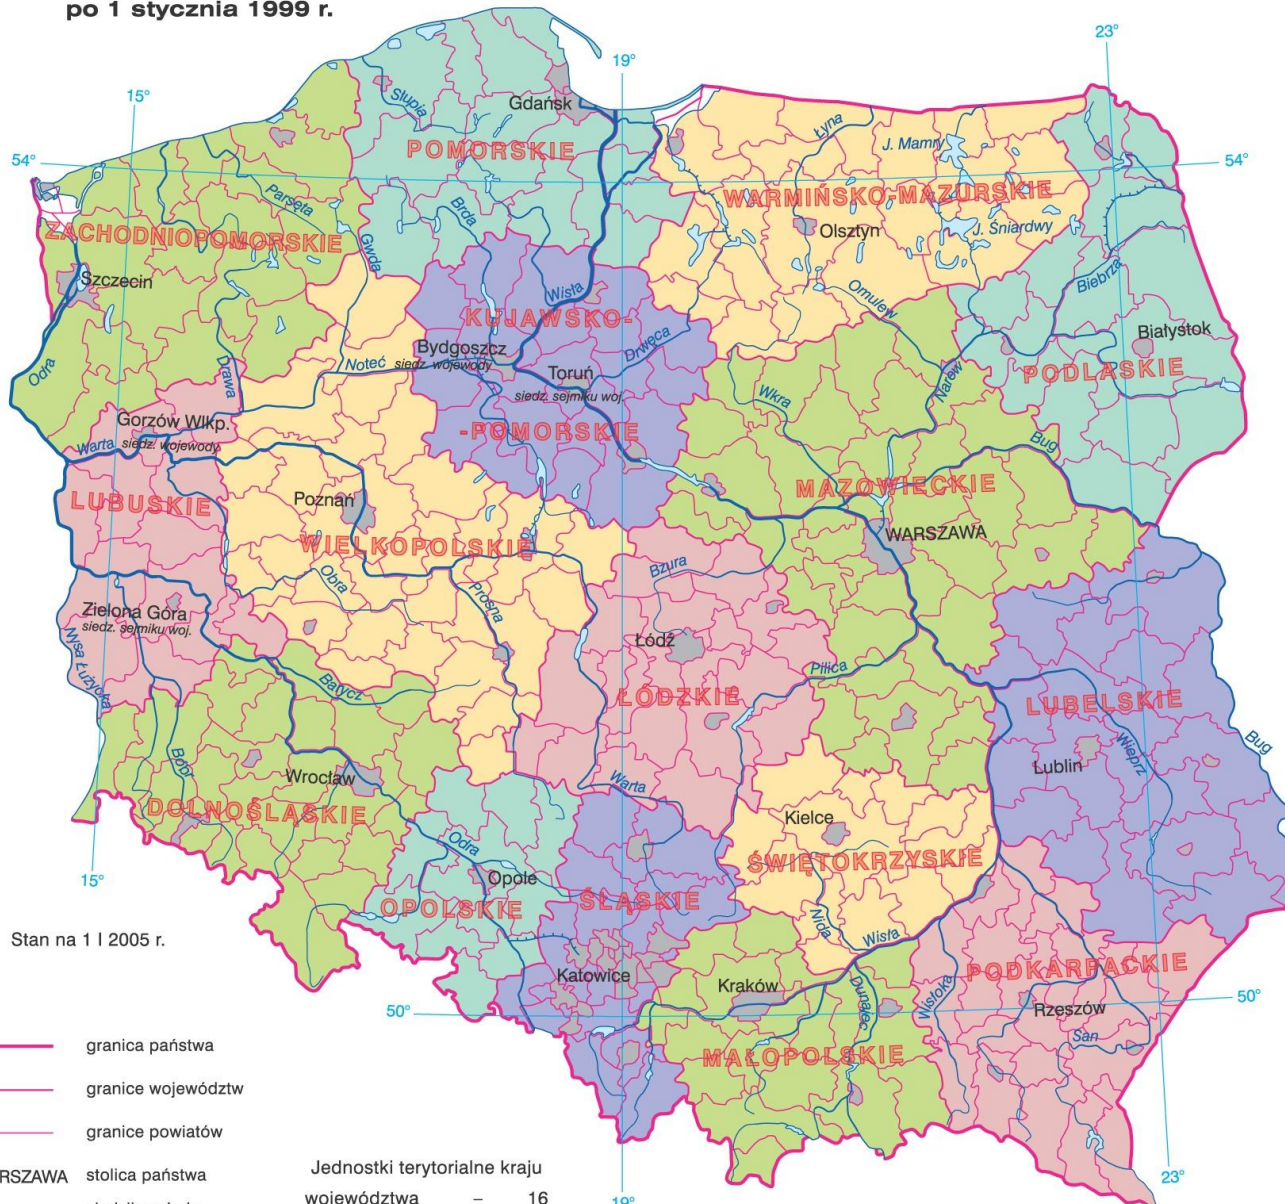 po 1 stycznia 1999 r.
23°
19°
15°
Gdańsk
Słupia
Łyna
J. Mamry
POMORSKIE
54°
54°
WARMIŃSKO-MAZURSKIE
Parsęta
Brda
Olsztyn
J. Śniardwy
ZACHODNIOPOMORSKIE
Gwda
Szczecin
Biebrza
Wisła
Omulew
KUJAWSKO-
Białystok
Drwęca
Bydgoszcz
siedz. wojewody
Noteć
Odra
Drawa
Toruń
siedz. sejmiku woj.
PODLASKIE
Narew
Wkra
Gorzów Wlkp.
siedz. wojewody
Warta
-POMORSKIE
Bug
MAZOWIECKIE
LUBUSKIE
Poznań
WARSZAWA
WIELKOPOLSKIE
Bzura
Obra
Prosna
Zielona Góra
siedz. sejmiku woj.
Łódź
Nysa Łużycka
Pilica
Barycz
ŁÓDZKIE
LUBELSKIE
Bug
Wieprz
Bóbr
Lublin
Wrocław
Warta
DOLNOŚLĄSKIE
Kielce
Odra
ŚWIĘTOKRZYSKIE
15°
Opole
OPOLSKIE
ŚLĄSKIE
Nida
Wisła
Stan na 1 I 2005 r.
PODKARPACKIE
Katowice
Kraków
Dunajec
Wisłoka
50°
50°
Rzeszów
San
granica państwa
MAŁOPOLSKIE
granice województw
granice powiatów
RSZAWA stolica państwa
23°
Jednostki terytorialne kraju
województwa – 16
19°